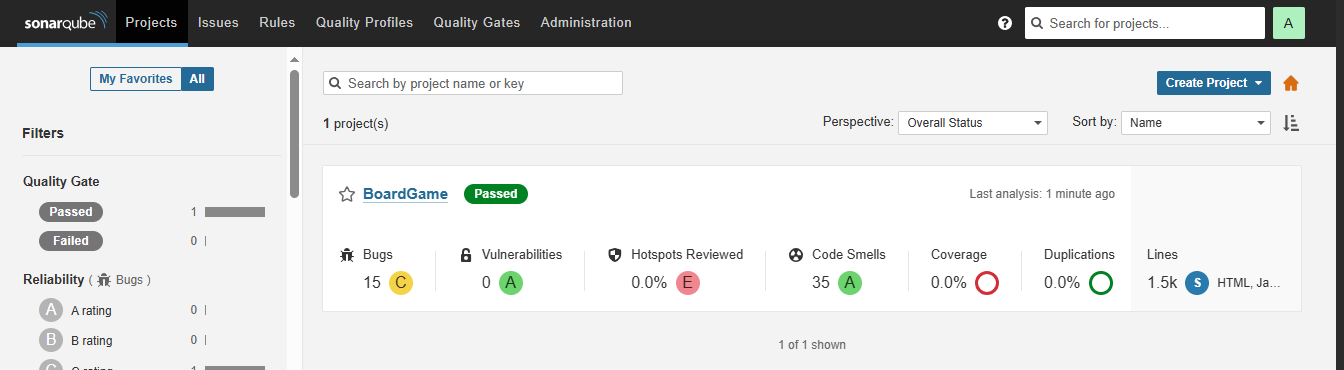 sonarqube Projects Issues Rules Quality Profiles Quality Gates Administration ? Search for projects... A
My Favorites All
Search by project name or key
Create Project
Filters
1 project(s)
Perspective: Overall Status Sort by: Name
Quality Gate
Passed 1
Failed 0
Reliability ( Bugs )
A A rating 0
B B rating 0
C C rating 1
BoardGame Passed Last analysis: 1 minute ago
Bugs Vulnerabilities Hotspots Reviewed Code Smells Coverage Duplications Lines
15 C 0 A 0.0% E 35 A 0.0% 0.0% 1.5k S HTML, Ja...
1 of 1 shown